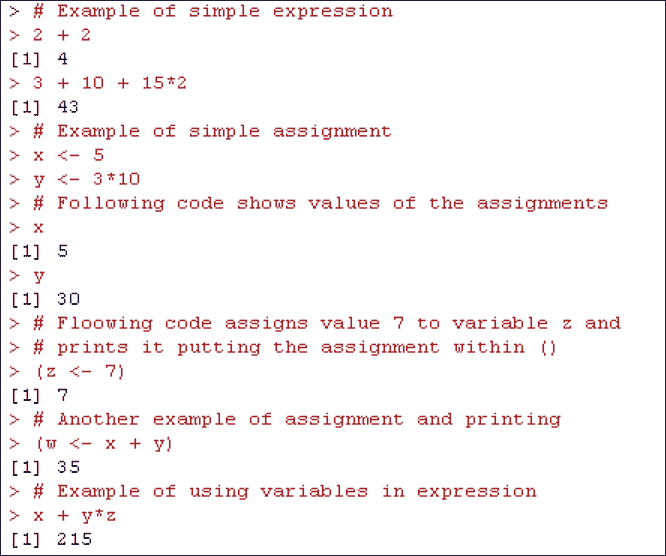 > # Example of simple expression
> 2 + 2
[1] 4
> 3 + 10 + 15*2
[1] 43
> # Example of simple assignment
> x <- 5
> y <- 3*10
> # Following code shows values of the assignments
> x
[1] 5
> y
[1] 30
> # Floowing code assigns value 7 to variable z and
> # prints it putting the assignment within ()
> (z <- 7)
[1] 7
> # Another example of assignment and printing
> (w <- x + y)
[1] 35
> # Example of using variables in expression
> x + y*z
[1] 215